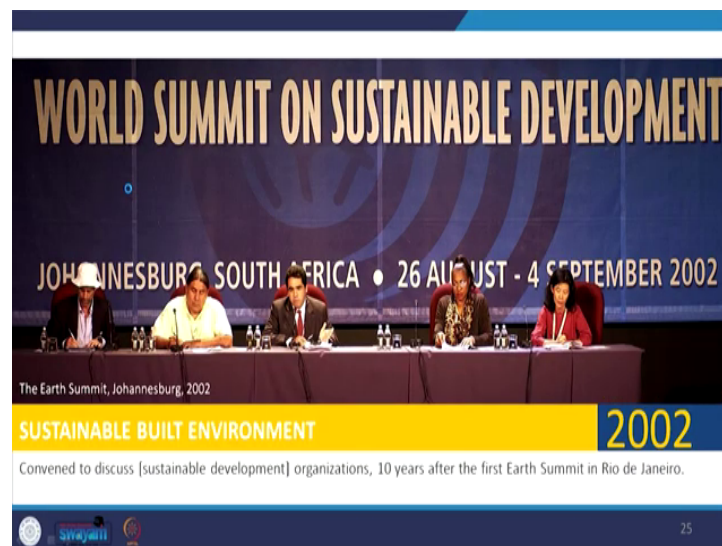 WORLD SUMMIT ON SUSTAINABLE DEVELOPMENT
JOHANNESBURG, SOUTH AFRICA • 26 AUGUST - 4 SEPTEMBER 2002
The Earth Summit, Johannesburg, 2002
SUSTAINABLE BUILT ENVIRONMENT
2002
Convened to discuss [sustainable development] organizations, 10 years after the first Earth Summit in Rio de Janeiro.
swayam
25